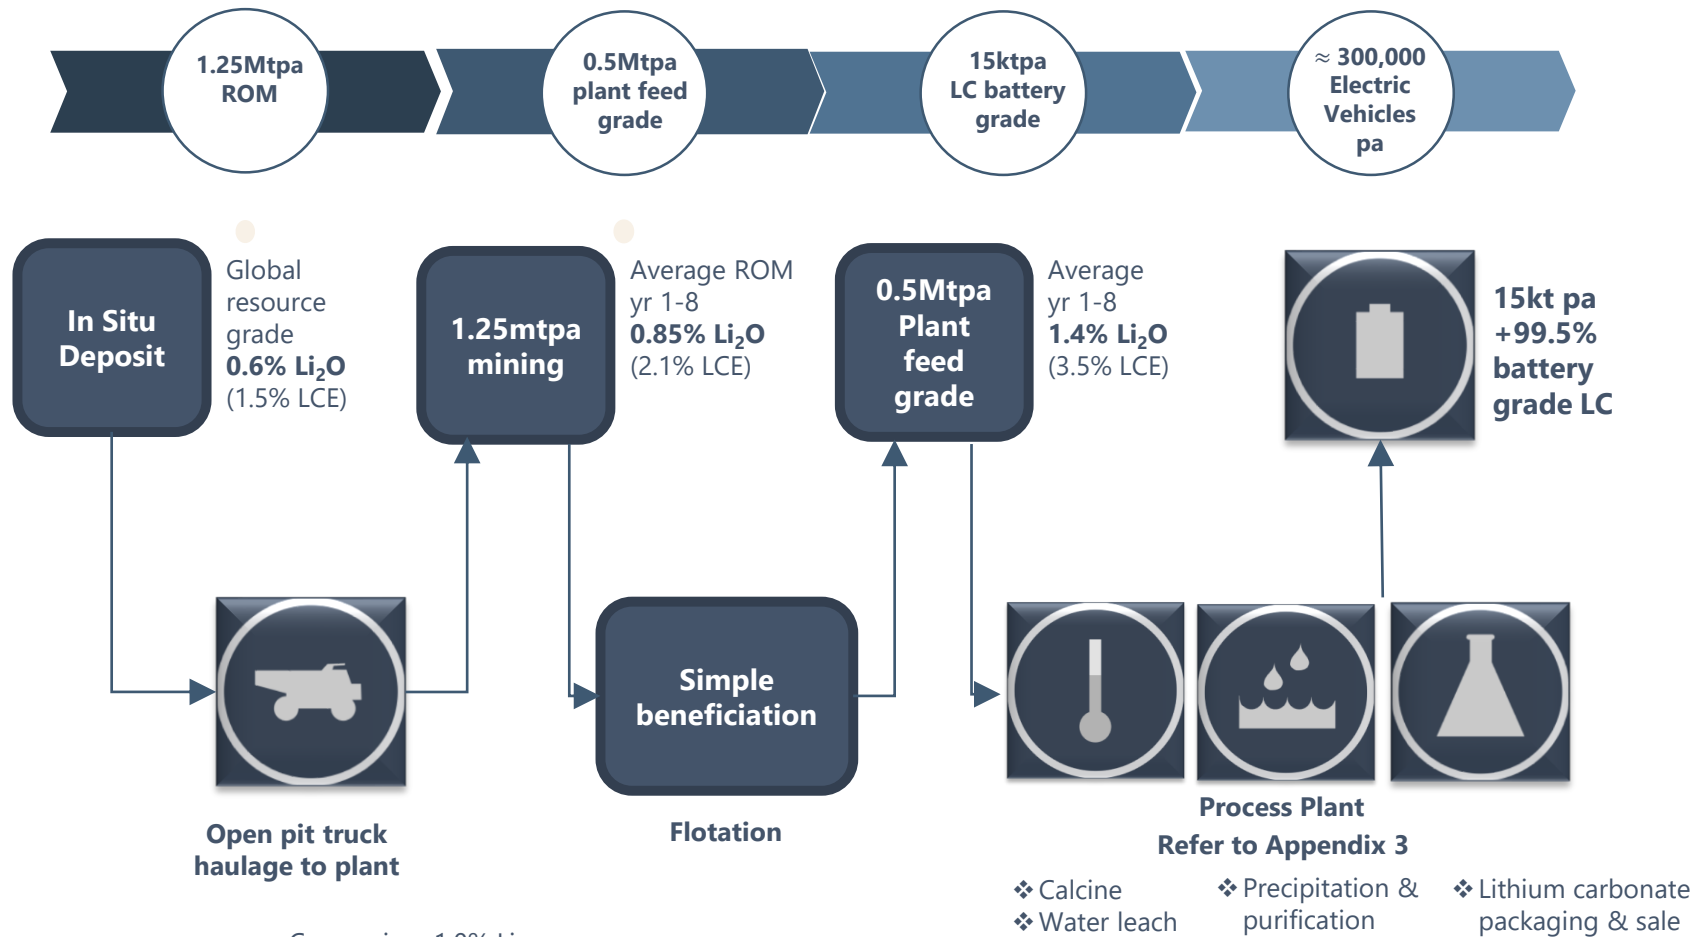 1.25Mtpa
ROM
0.5Mtpa
plant feed
grade
15ktpa
LC battery
grade
≈ 300,000
Electric
Vehicles
pa
In Situ
Deposit
Global
resource
grade
0.6% Li₂O
(1.5% LCE)
1.25mtpa
mining
Average ROM
yr 1-8
0.85% Li₂O
(2.1% LCE)
0.5Mtpa
Plant
feed
grade
Average
yr 1-8
1.4% Li₂O
(3.5% LCE)
15kt pa
+99.5%
battery
grade LC
Open pit truck
haulage to plant
Simple
beneficiation
Flotation
Process Plant
Refer to Appendix 3
❖ Calcine
❖ Water leach
❖ Precipitation &
purification
❖ Lithium carbonate
packaging & sale